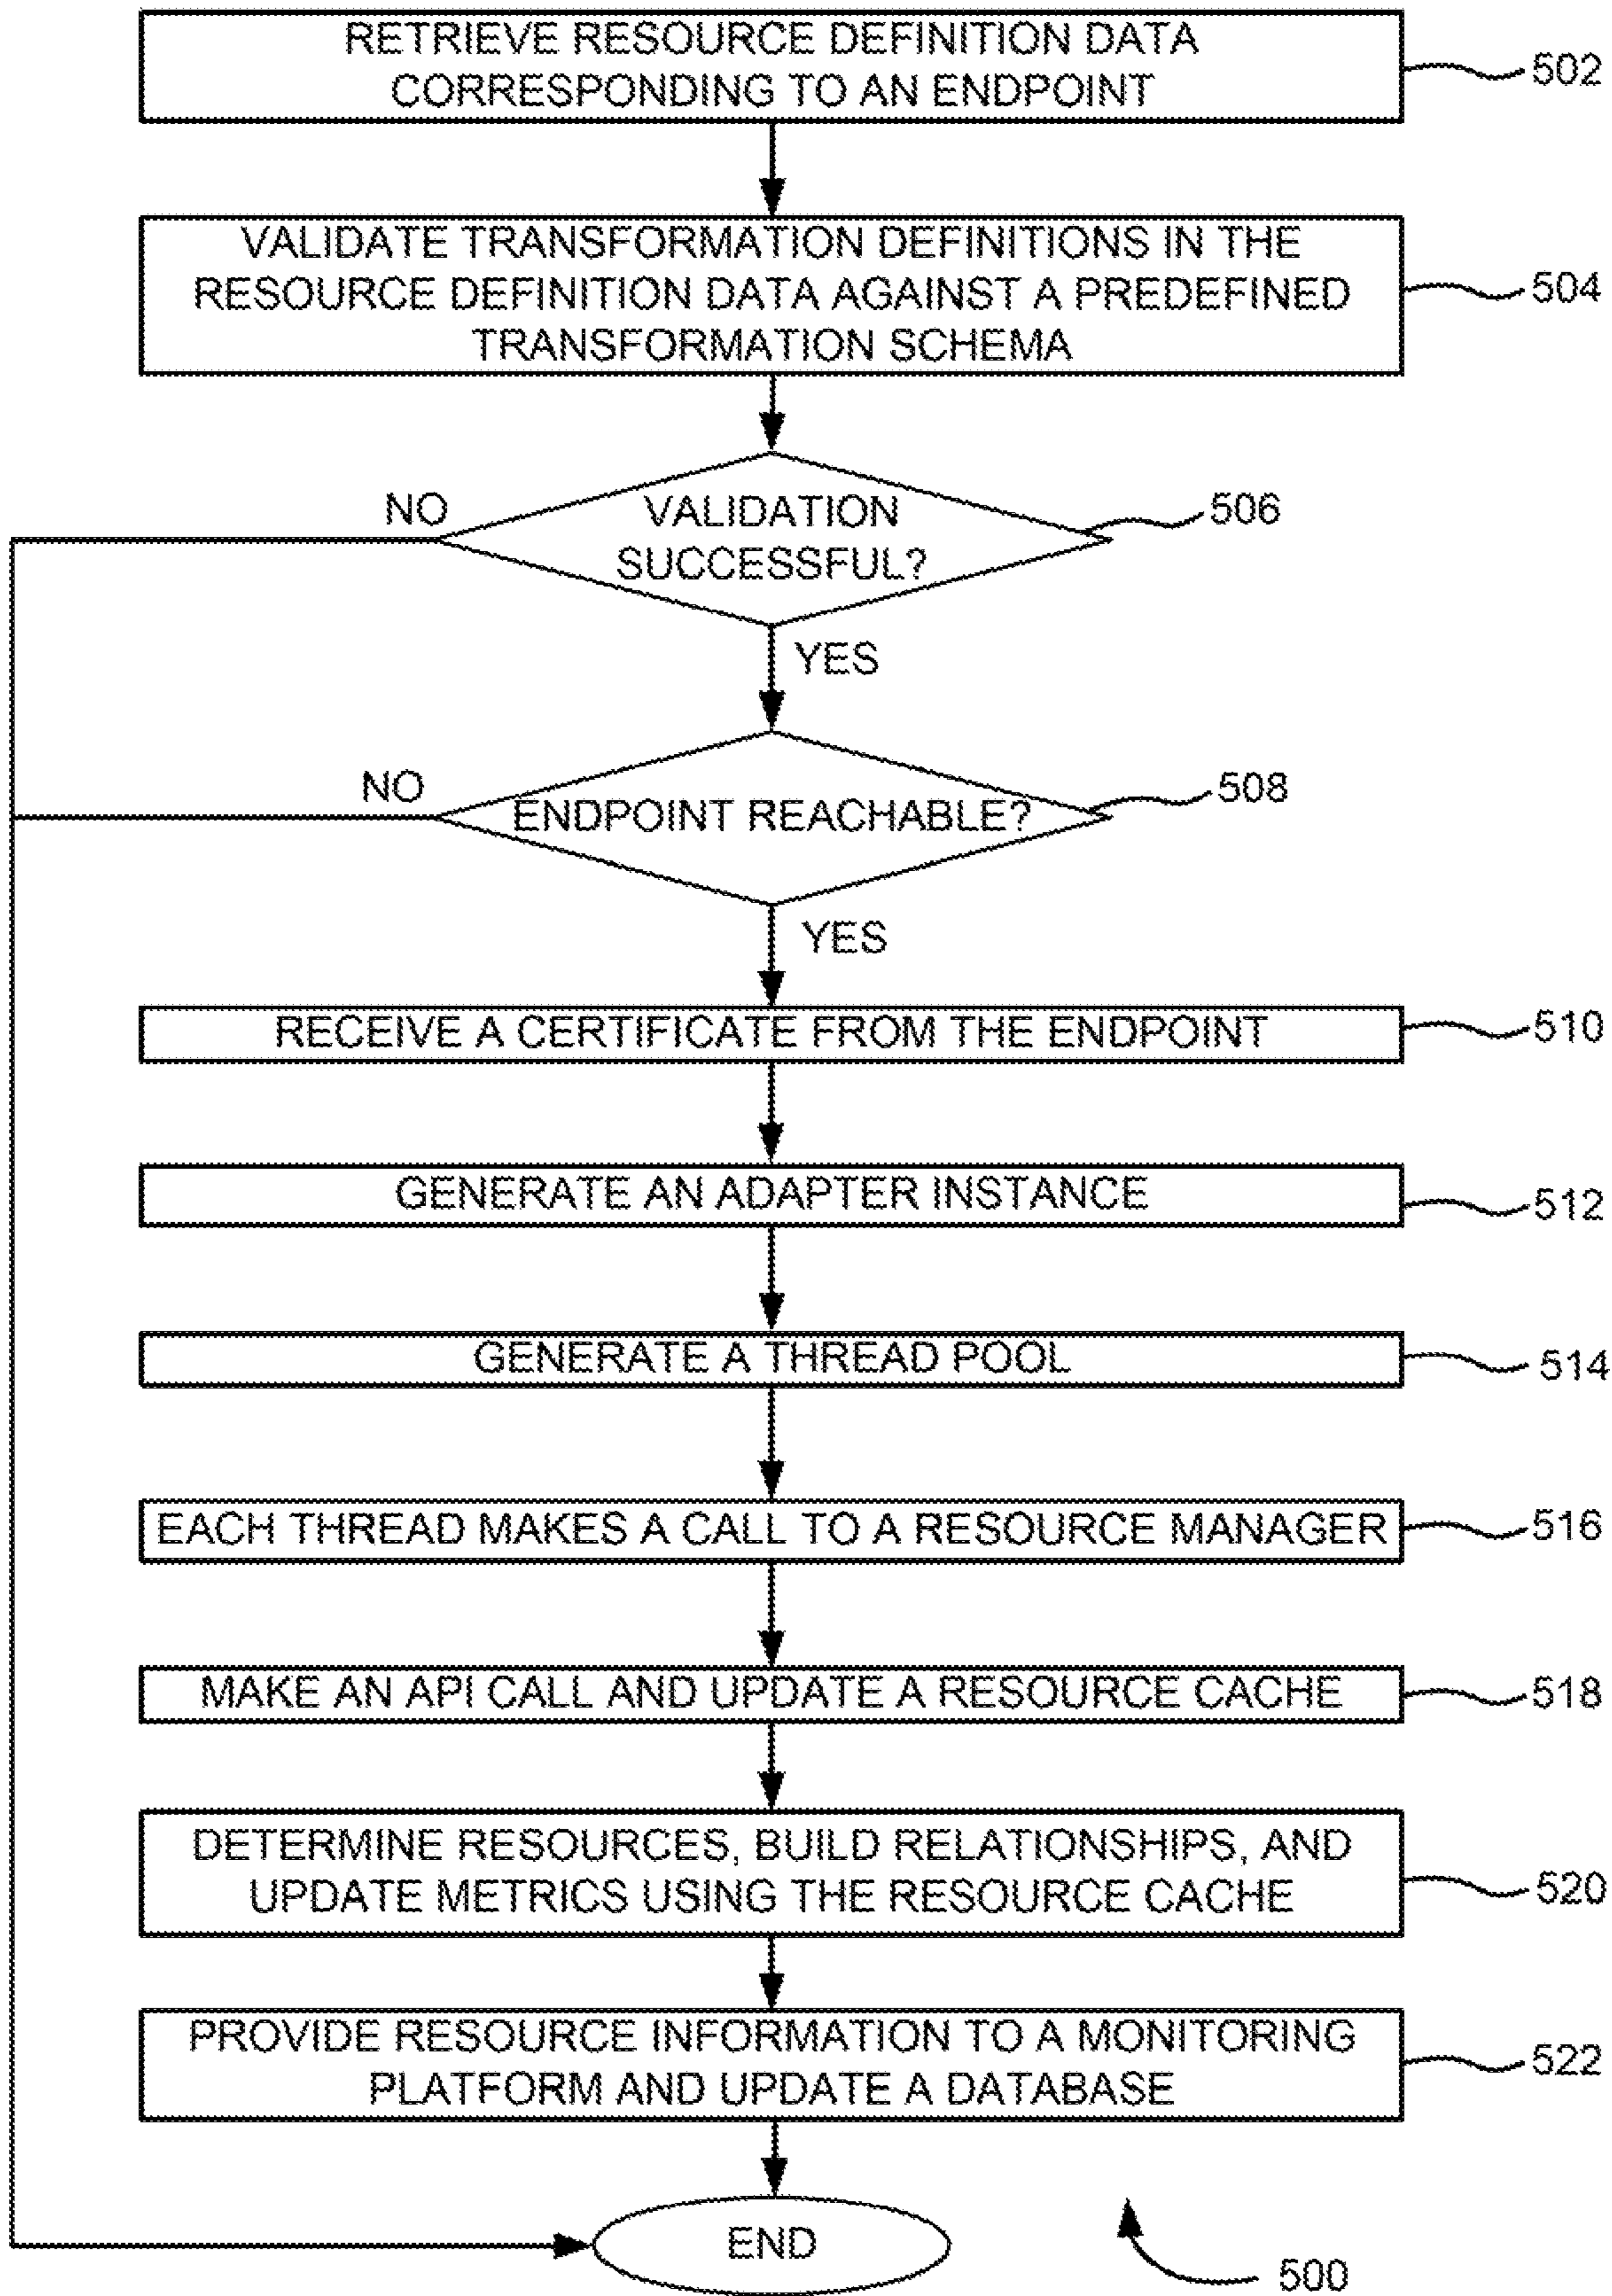 RETRIEVE RESOURCE DEFINITION DATA
CORRESPONDING TO AN ENDPOINT
502
VALIDATE TRANSFORMATION DEFINITIONS IN THE
RESOURCE DEFINITION DATA AGAINST A PREDEFINED
TRANSFORMATION SCHEMA
504
NO
VALIDATION
SUCCESSFUL?
506
YES
NO
ENDPOINT REACHABLE?
508
YES
RECEIVE A CERTIFICATE FROM THE ENDPOINT
510
GENERATE AN ADAPTER INSTANCE
512
GENERATE A THREAD POOL
514
EACH THREAD MAKES A CALL TO A RESOURCE MANAGER
516
MAKE AN API CALL AND UPDATE A RESOURCE CACHE
518
DETERMINE RESOURCES, BUILD RELATIONSHIPS, AND
UPDATE METRICS USING THE RESOURCE CACHE
520
PROVIDE RESOURCE INFORMATION TO A MONITORING
PLATFORM AND UPDATE A DATABASE
522
END
500